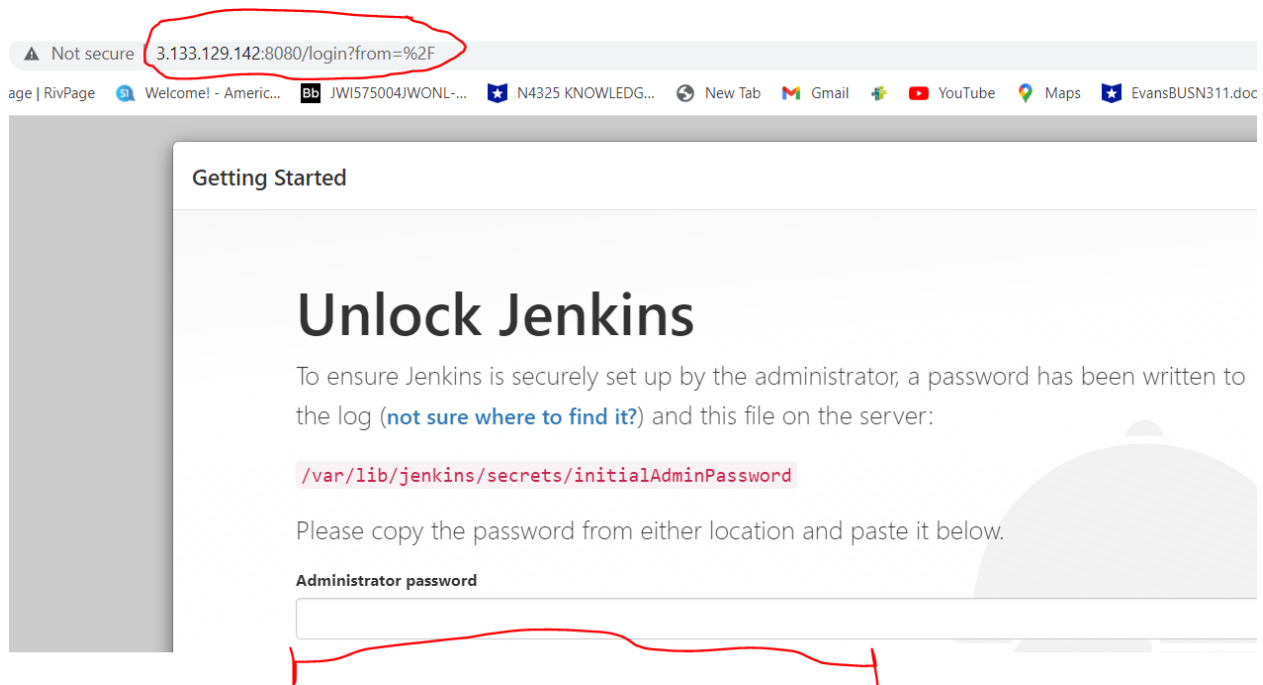 Not secure 3.133.129.142:8080/login?from=%2F
age | RivPage Welcome! - Americ... Bb JWI575004JWONL-... N4325 KNOWLEDG... New Tab Gmail YouTube Maps EvansBUSN311.doc
Getting Started
Unlock Jenkins
To ensure Jenkins is securely set up by the administrator, a password has been written to
the log (not sure where to find it?) and this file on the server:
/var/lib/jenkins/secrets/initialAdminPassword
Please copy the password from either location and paste it below.
Administrator password